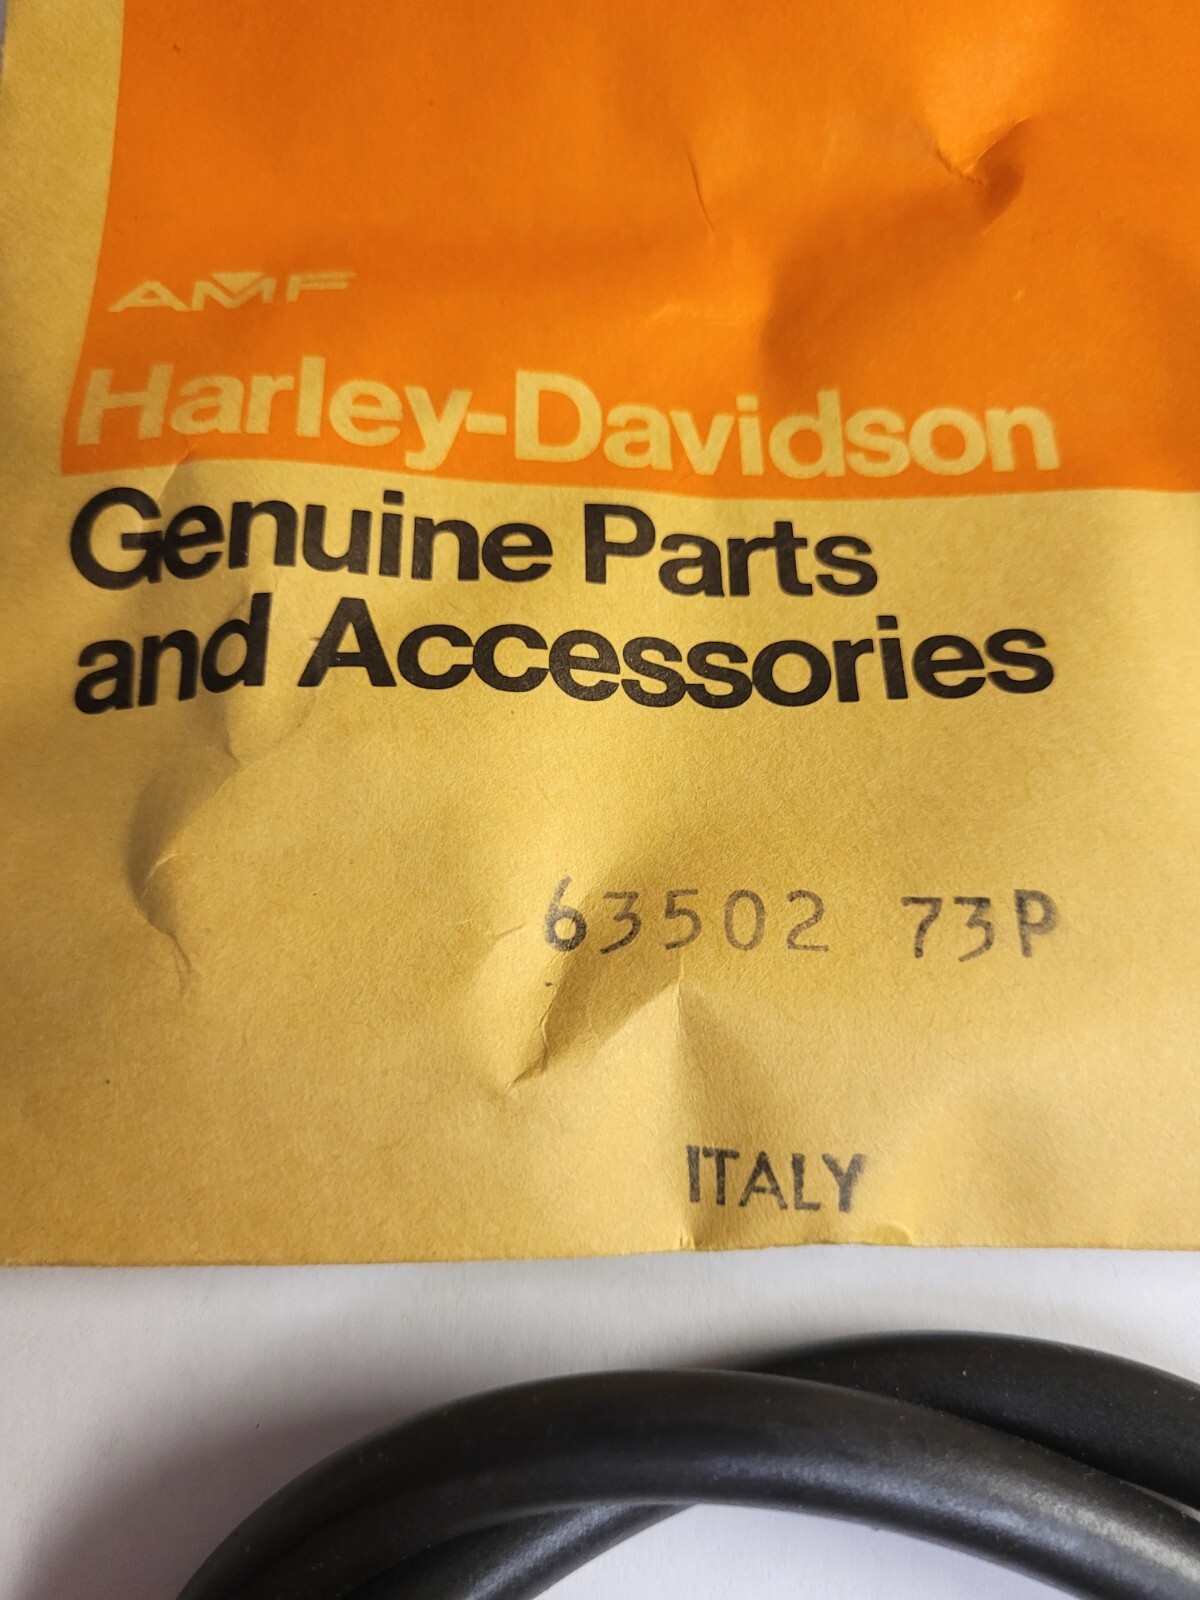 AMF
Harley-Davidson
Genuine Parts
and Accessories
63502 73P
ITALY